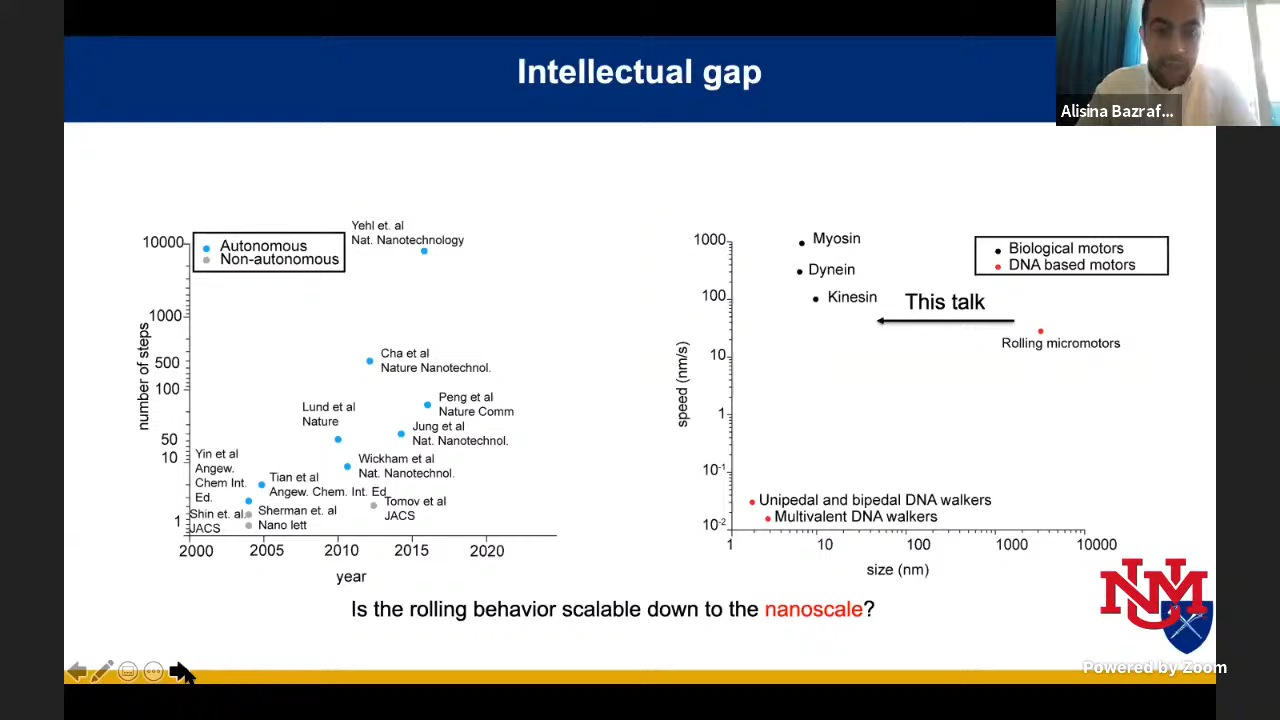 Intellectual gap
Alisina Bazraf...
Yehl et. al
Nat. Nanotechnology
10000
Autonomous
Non-autonomous
1000
number of steps
Cha et al
Nature Nanotechnol.
500
100
Peng et al
Nature Comm
Lund et al
Nature
Jung et al
Nat. Nanotechnol.
50
10
Yin et al
Angew.
Chem Int.
Ed.
Wickham et al
Nat. Nanotechnol.
Tian et al
Angew. Chem. Int. Ed
Tomov et al
JACS
Shin et. al
JACS
Sherman et. al
Nano lett
1
2000
2005
2010
2015
2020
year
1000
Myosin
Biological motors
DNA based motors
Dynein
100
Kinesin
This talk
Rolling micromotors
10
speed (nm/s)
1
10-1
Unipedal and bipedal DNA walkers
Multivalent DNA walkers
10-2
1
10
100
1000
10000
size (nm)
Is the rolling behavior scalable down to the nanoscale?
NM
U
Powered by Zoom